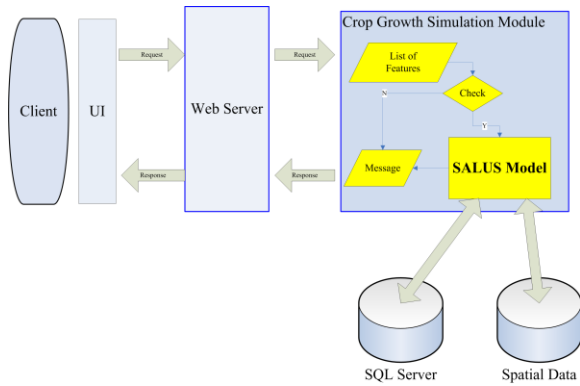 Crop Growth Simulation Module
Request
Request
List of
Features
Check
N
Y
Client
UI
Web Server
Message
SALUS Model
Response
Response
SQL Server
Spatial Data